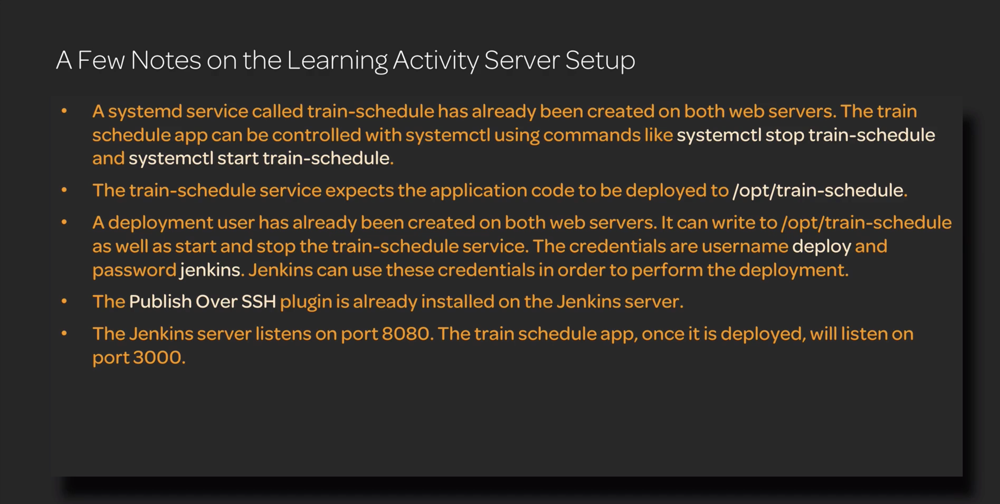 A Few Notes on the Learning Activity Server Setup
• A systemd service called train-schedule has already been created on both web servers. The train
schedule app can be controlled with systemctl using commands like systemctl stop train-schedule
and systemctl start train-schedule.
• The train-schedule service expects the application code to be deployed to /opt/train-schedule.
• A deployment user has already been created on both web servers. It can write to /opt/train-schedule
as well as start and stop the train-schedule service. The credentials are username deploy and
password jenkins. Jenkins can use these credentials in order to perform the deployment.
• The Publish Over SSH plugin is already installed on the Jenkins server.
• The Jenkins server listens on port 8080. The train schedule app, once it is deployed, will listen on
port 3000.